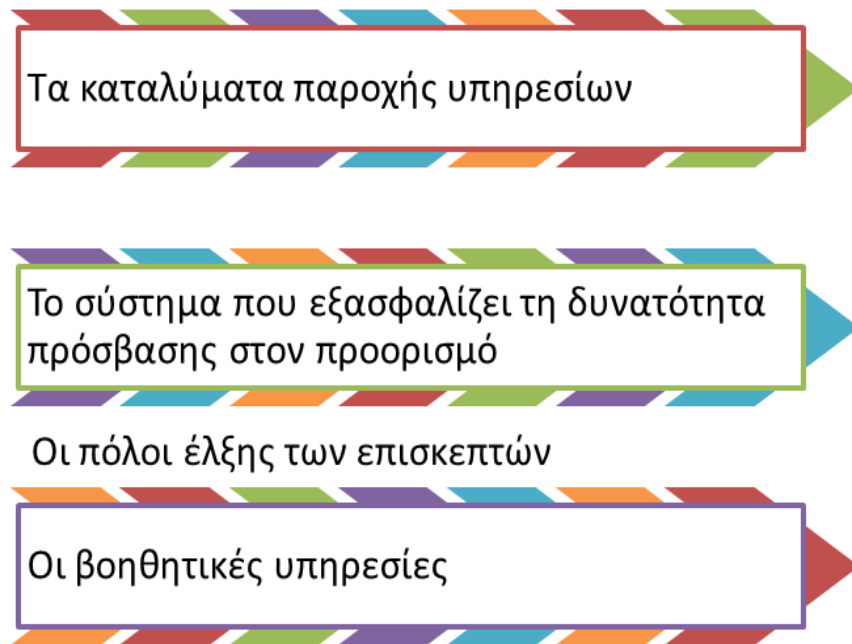 Τα καταλύματα παροχής υπηρεσίων
Το σύστημα που εξασφαλίζει τη δυνατότητα
πρόσβασης στον προορισμό
Οι πόλοι έλξης των επισκεπτών
Οι βοηθητικές υπηρεσίες